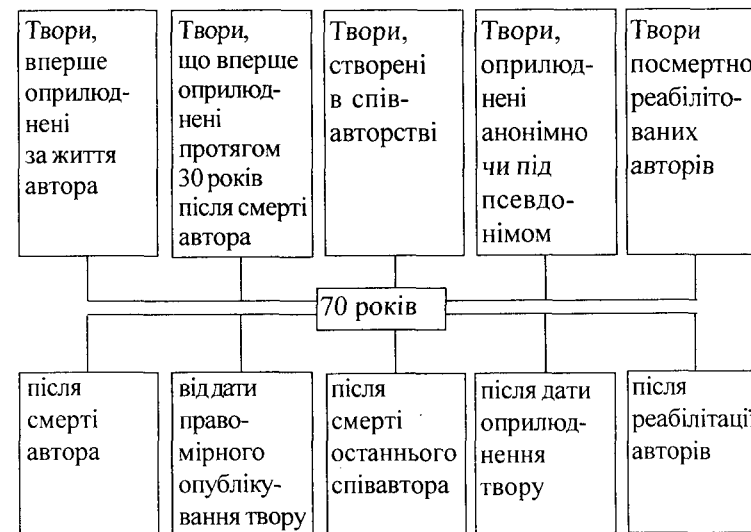 Твори,
вперше
оприлюд-
нені
за життя
автора
Твори,
що вперше
оприлюд-
нені
протягом
30 років
після смерті
автора
Твори,
створені
в спів-
авторстві
Твори,
оприлюд-
нені
анонімно
чи під
псевдо-
німом
Твори
посмертно
реабіліто-
ваних
авторів
70 років
після
смерті
автора
від дати
право-
мірного
опубліку-
вання твору
після
смерті
останнього
співавтора
після дати
оприлюд-
нення
твору
після
реабілітації
авторів